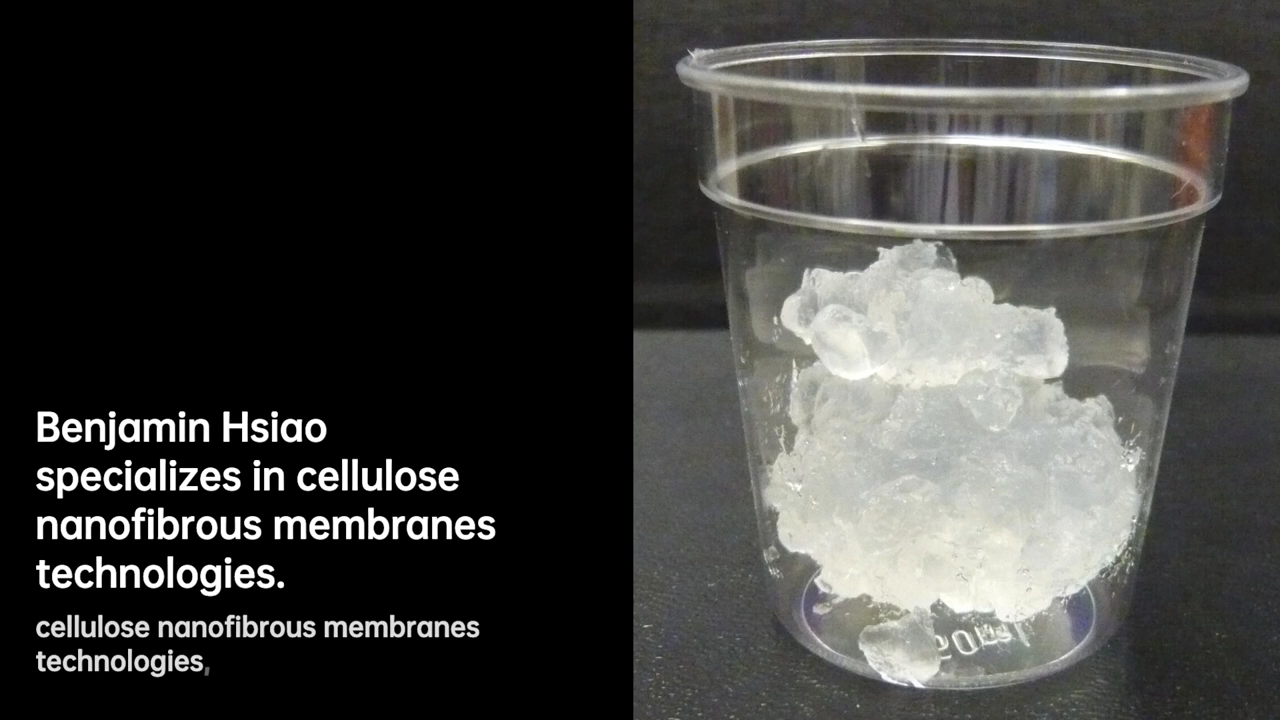 Benjamin Hsiao
specializes in cellulose
nanofibrous membranes
technologies.
cellulose nanofibrous membranes
technologies,